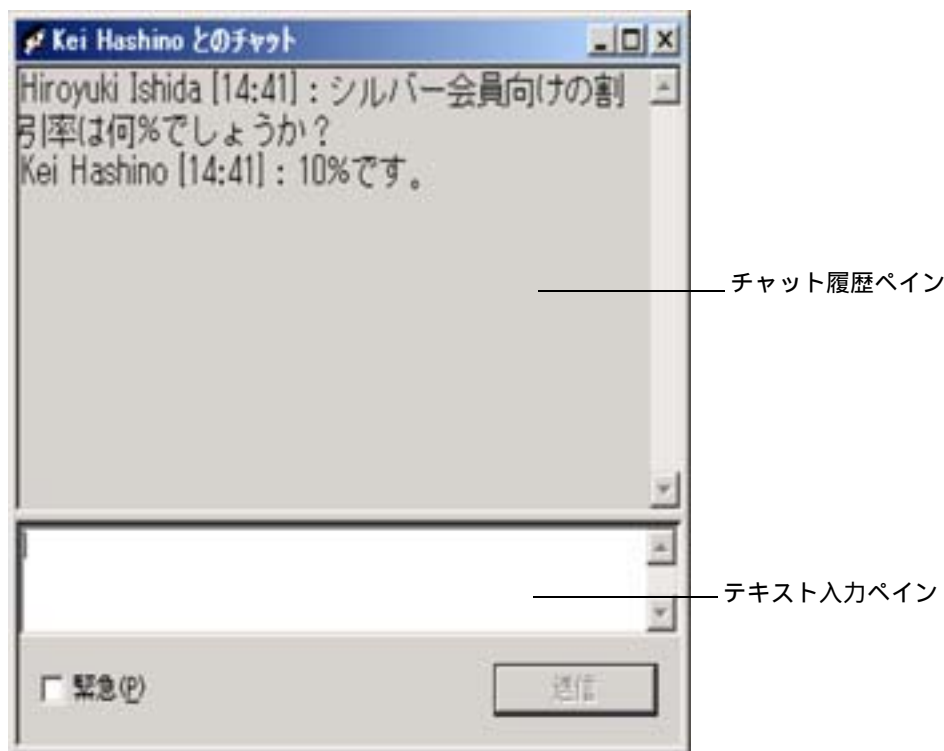 Kei Hashino とのチャット
Hiroyuki Ishida [14:41] : シルバー会員向けの割
引率は何%でしょうか？
Kei Hashino [14:41] : 10%です。
チャット履歴ペイン
テキスト入力ペイン
緊急(P)
送信